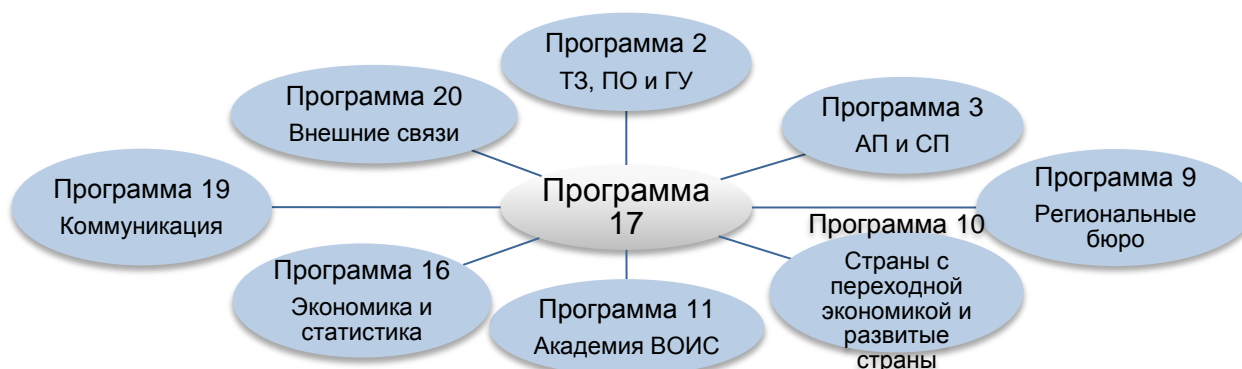 Программа 2
ТЗ, ПО и ГУ
Программа 20
Внешние связи
Программа 3
АП и СП
Программа 19
Коммуникация
Программа
17
Программа 9
Региональные
бюро
Программа 10
Страны с
переходной
экономикой и
развитые
страны
Программа 16
Экономика и
статистика
Программа 11
Академия ВОИС